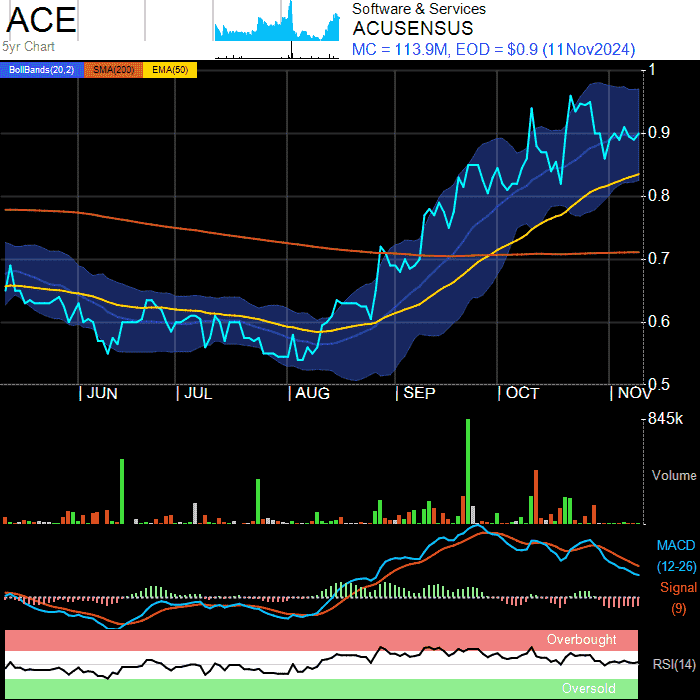 ACE
5yr Chart
Software & Services
ACUSENSUS
MC = 113.9M, EOD = $0.9 (11Nov2024)
BollBands(20,2) SMA(200) EMA(50)
1
0.9
0.8
0.7
0.6
0.5
JUN JUL AUG SEP OCT NOV
845k
Volume
MACD
(12-26)
Signal
(9)
Overbought
RSI(14)
Oversold